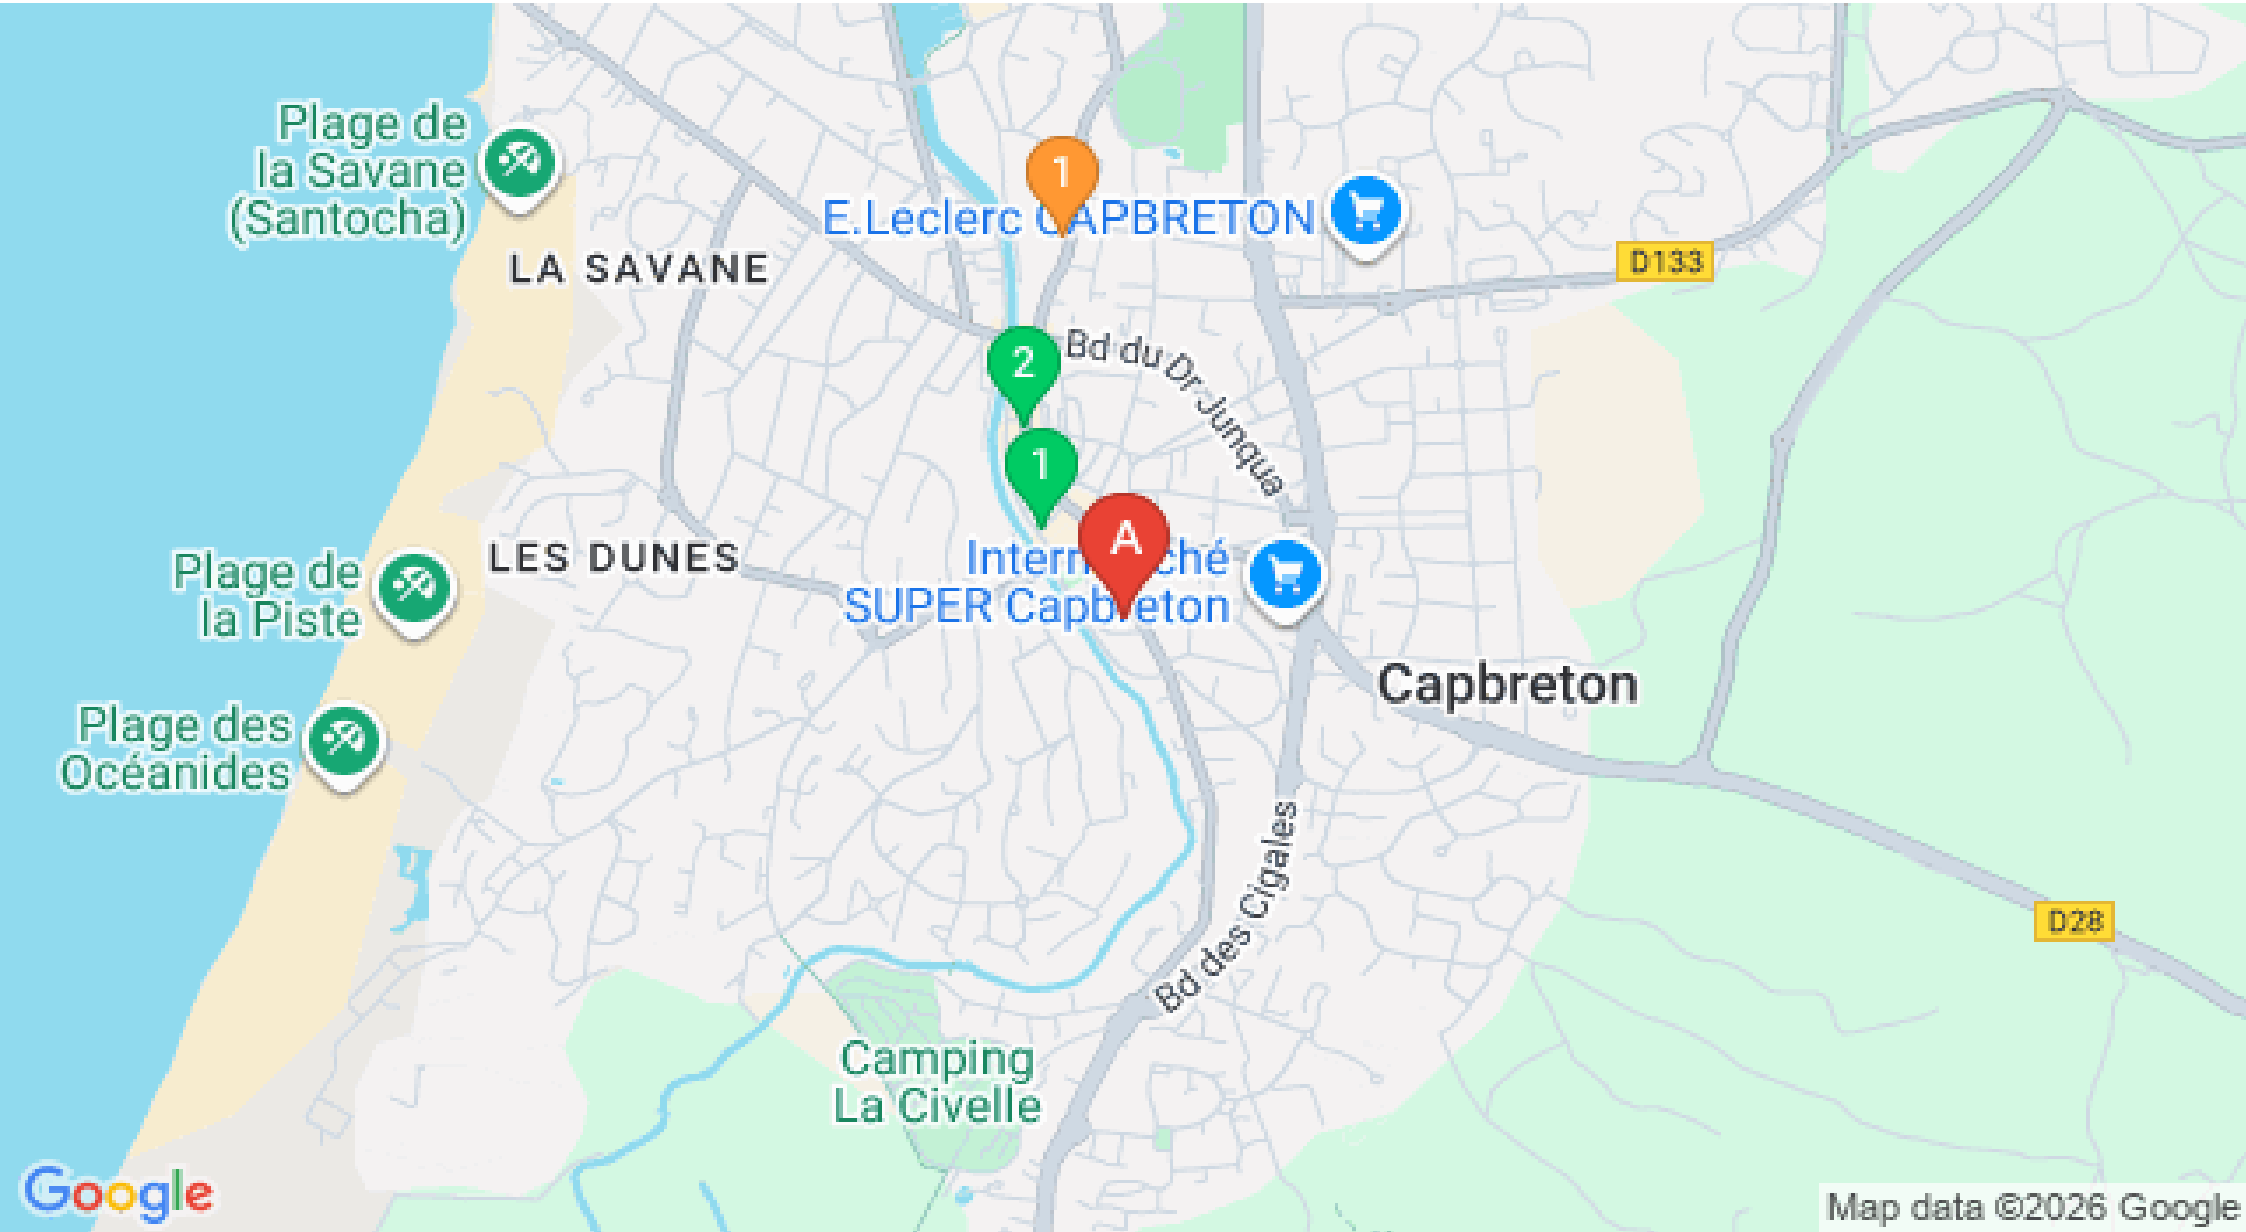 Plage de
la Savane
(Santocha)
1
E.Leclerc CAPBRETON
D133
LA SAVANE
2
Bd du Dr Junqua
1
A
Plage de
la Piste
LES DUNES
Intermarché
SUPER Capbreton
Capbreton
Plage des
Océanides
Bd des Cigales
D28
Camping
La Civelle
Google
Map data ©2026 Google